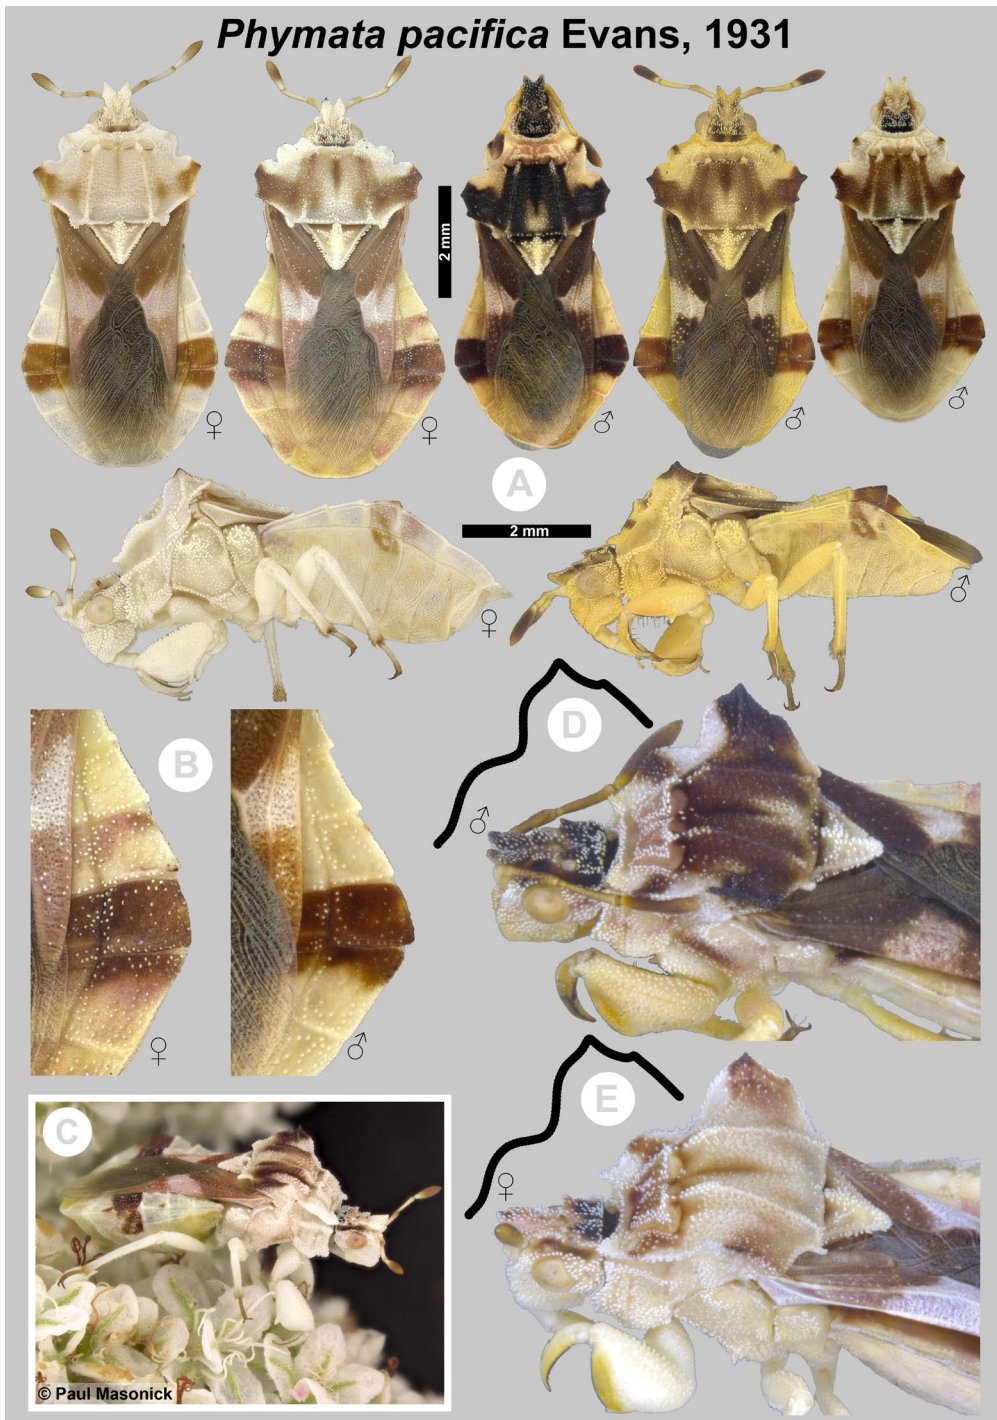 Phymata pacifica Evans, 1931
2 mm
♀
♀
♂
♂
♂
A
2 mm
♀
♂
B
D
♂
♀
♂
C
E
♀
© Paul Masonick